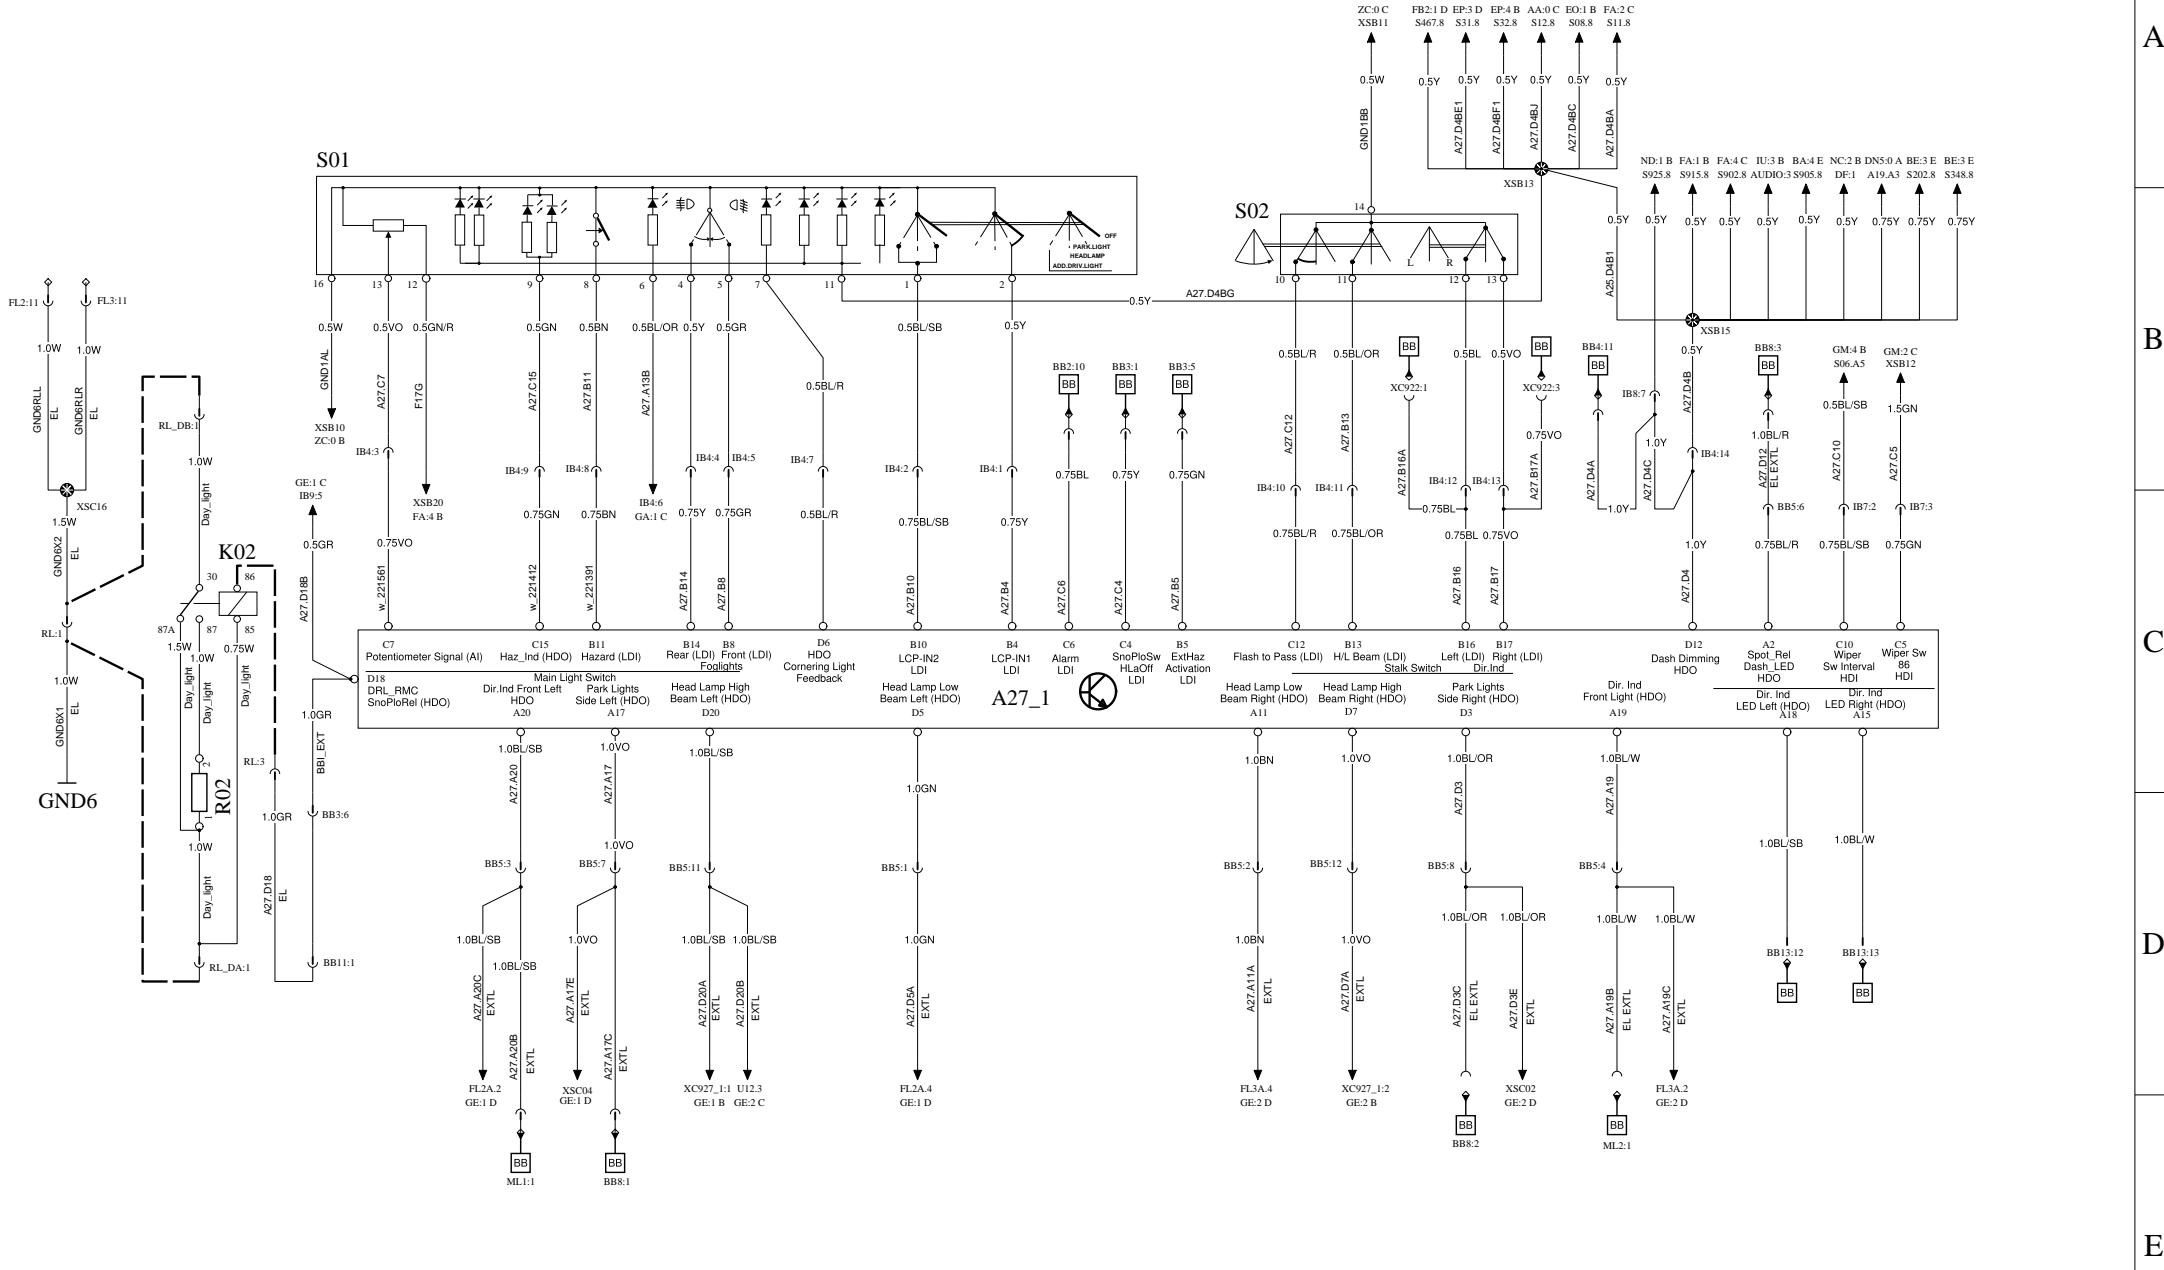 ZC:0 C
XSB11
FB2:1 D EP:3 D EP:4 B AA:0 C EO:1 B FA:2 C
S467.8 S31.8 S32.8 S12.8 S08.8 S11.8
A
0.5W 0.5Y 0.5Y 0.5Y 0.5Y 0.5Y 0.5Y
GND1BB A27.D4BE1 A27.D4BF1 A27.D4BJ A27.D4BC A27.D4BA
S01
XSB13
ND:1 B FA:1 B FA:4 C IU:3 B BA:4 E NC:2 B DN5:0 A BE:3 E BE:3 E
S925.8 S915.8 S902.8 AUDIO:3 S905.8 DF:1 A19.A3 S202.8 S348.8
S02
14
L R
OFF
PARK.LIGHT
HEADLAMP
ADD.DRIV.LIGHT
0.5Y 0.5Y 0.5Y 0.5Y 0.5Y 0.5Y 0.5Y 0.75Y 0.75Y 0.75Y
A25.D4B1
16 13 12 9 8 6 4 5 7 11 1 2
10 11 12 13
0.5Y A27.D4BG
XSB15
FL2:11 FL3:11
1.0W 1.0W
GND6RLL EL GND6RLR EL
0.5W 0.5VO 0.5GN/R 0.5GN 0.5BN 0.5BL/OR 0.5Y 0.5GR 0.5BL/SB 0.5Y
GND1AL A27.C7 F17G A27.C15 A27.B11 A27.A13B
0.5BL/R
0.5BL/R 0.5BL/OR 0.5BL 0.5VO 0.5Y
BB2:10 BB3:1 BB3:5 BB4:11 BB8:3
BB BB BB BB BB BB BB
XC922:1 XC922:3
GM:4 B
S06.A5
GM:2 C
XSB12
B
XSB10
ZC:0 B
RL_DB:1
1.0W
Day_light
IB4:3 IB4:9 IB4:8 IB4:4 IB4:5 IB4:7 IB4:2 IB4:1
XSB20
FA:4 B
IB4:6
GA:1 C
A27.C12 A27.B13 A27.B16A A27.B17A
0.75VO
IB8:7 A27.D4B
1.0Y
A27.D4A A27.D4C
IB4:14
1.0BL/R
A27.D12
EL EXTL
0.5BL/SB 1.5GN
A27.C10 A27.C5
0.75BL 0.75Y 0.75GN
IB4:10 IB4:11 IB4:12 IB4:13
0.75BL
1.0Y
BB5:6 IB7:2 IB7:3
XSC16
1.5W
GND6X2 EL
GE:1 C
IB9:5
0.5GR
A27.D18B
K02
30 86
87A 87 85
RL:1
0.75VO 0.75GN 0.75BN 0.75Y 0.75GR 0.5BL/R 0.75BL/SB 0.75Y
w_221561 w_221412 w_221391 A27.B14 A27.B8 A27.B10 A27.B4 A27.C6 A27.C4 A27.B5
0.75BL/R 0.75BL/OR 0.75BL 0.75VO 1.0Y 0.75BL/R 0.75BL/SB 0.75GN
A27.B16 A27.B17 A27.D4
C
1.5W 1.0W 0.75W
Day_light Day_light Day_light
C7
Potentiometer Signal (AI)
C15
Haz_Ind (HDO)
B11
Hazard (LDI)
B14
Rear (LDI)
B8
Front (LDI)
Foglights
D6
HDO
Cornering Light
Feedback
B10
LCP-IN2
LDI
B4
LCP-IN1
LDI
C6
Alarm
LDI
C4
SnoPloSw
HLaOff
LDI
B5
ExtHaz
Activation
LDI
C12
Flash to Pass (LDI)
B13
H/L Beam (LDI)
B16
Left (LDI)
B17
Right (LDI)
Stalk Switch Dir.Ind
D12
Dash Dimming
HDO
A2
Spot_Rel
Dash_LED
HDO
C10
Wiper
Sw Interval
HDI
C5
Wiper Sw
86
HDI
D18
DRL_RMC
SnoPloRel (HDO)
Main Light Switch
Dir.Ind Front Left
HDO
A20
Park Lights
Side Left (HDO)
A17
Head Lamp High
Beam Left (HDO)
D20
Head Lamp Low
Beam Left (HDO)
D5
A27_1
Head Lamp Low
Beam Right (HDO)
A11
Head Lamp High
Beam Right (HDO)
D7
Park Lights
Side Right (HDO)
D3
Dir. Ind
Front Light (HDO)
A19
Dir. Ind
LED Left (HDO)
A18
Dir. Ind
LED Right (HDO)
A15
1.0W
GND6X1 EL
GND6
2
R02
1
1.0W
Day_light
RL_DA:1
RL:3
1.0GR
A27.D18
EL
1.0GR
BBI_EXT
BB3:6
BB11:1
1.0BL/SB 1.0VO 1.0BL/SB 1.0GN 1.0BN 1.0VO 1.0BL/OR 1.0BL/W
A27.A20 A27.A17 A27.D3 A27.A19
1.0VO
1.0BL/SB 1.0BL/W
BB5:3 BB5:7 BB5:11 BB5:1 BB5:2 BB5:12 BB5:8 BB5:4
1.0BL/SB 1.0BL/SB 1.0VO 1.0BL/SB 1.0BL/SB 1.0GN 1.0BN 1.0VO 1.0BL/OR 1.0BL/OR 1.0BL/W 1.0BL/W
D
BB13:12 BB13:13
BB BB
A27.A20C EXTL
A27.A20B EXTL
A27.A17E EXTL
A27.A17C EXTL
A27.D20A EXTL
A27.D20B EXTL
A27.D5A EXTL
A27.A11A EXTL
A27.D7A EXTL
A27.D3C EL EXTL
A27.D3E EXTL
A27.A19B EL EXTL
A27.A19C EXTL
FL2A.2
GE:1 D
XSC04
GE:1 D
XC927_1:1
GE:1 B
U12.3
GE:2 C
FL2A.4
GE:1 D
FL3A.4
GE:2 D
XC927_1:2
GE:2 B
XSC02
GE:2 D
FL3A.2
GE:2 D
BB BB BB BB
ML1:1 BB8:1 BB8:2 ML2:1
E